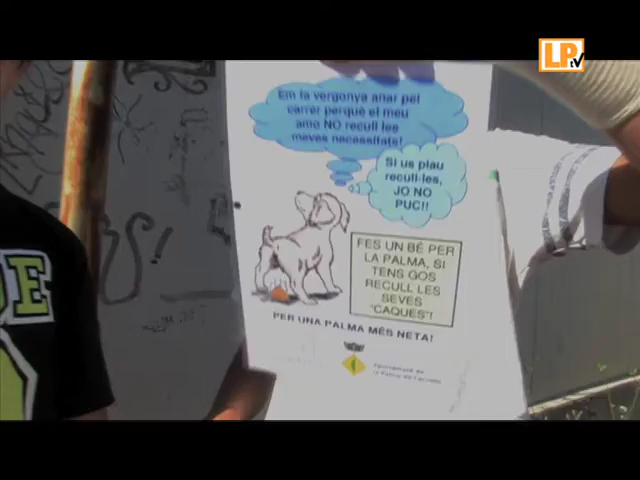 LP
tv
Em fa vergonya anar pel
carrer perquè el meu
amo NO recull les
meves necessitats!
Si us plau
recull-les,
JO NO
PUC!!
FES UN BÉ PER
LA PALMA, SI
TENS GOS
RECULL LES
SEVES
"CAQUES"!
PER UNA PALMA MÉS NETA!
Ajuntament de
la Palma de Cervelló
DE